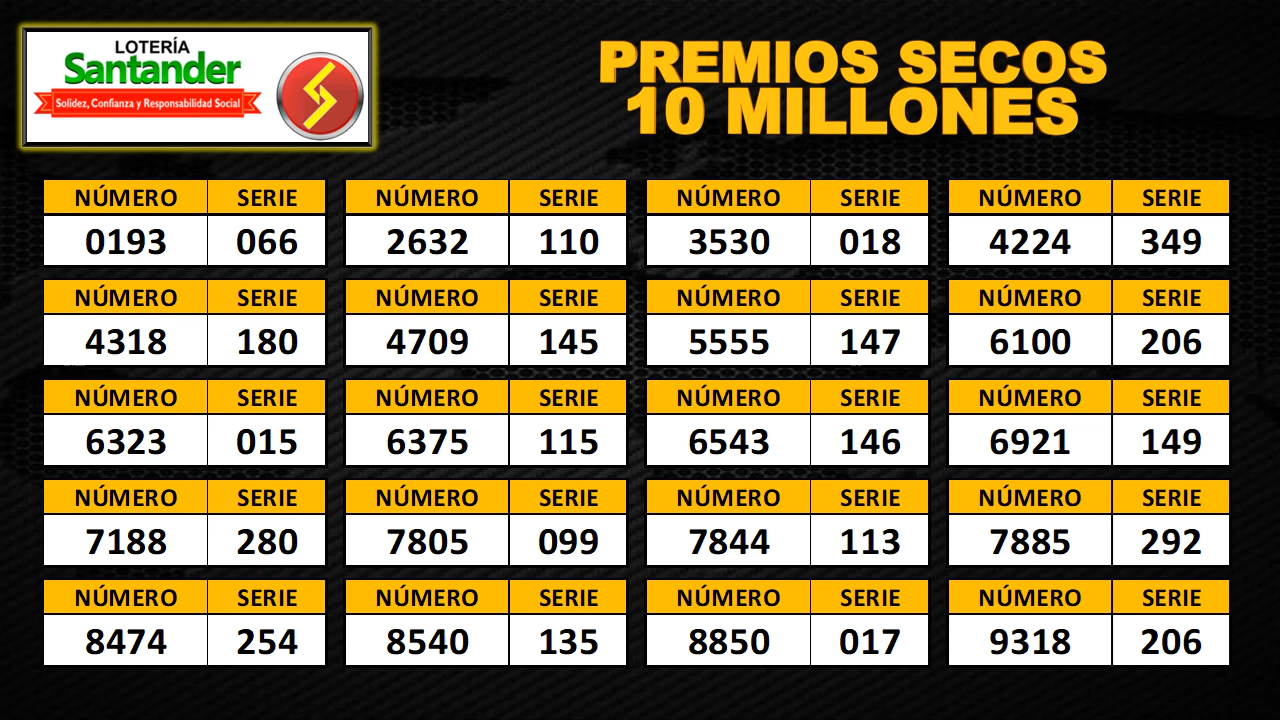 LOTERÍA
Santander
Solidez, Confianza y Responsabilidad Social
PREMIOS SECOS
10 MILLONES
NÚMERO SERIE NÚMERO SERIE NÚMERO SERIE NÚMERO SERIE
0193 066 2632 110 3530 018 4224 349
NÚMERO SERIE NÚMERO SERIE NÚMERO SERIE NÚMERO SERIE
4318 180 4709 145 5555 147 6100 206
NÚMERO SERIE NÚMERO SERIE NÚMERO SERIE NÚMERO SERIE
6323 015 6375 115 6543 146 6921 149
NÚMERO SERIE NÚMERO SERIE NÚMERO SERIE NÚMERO SERIE
7188 280 7805 099 7844 113 7885 292
NÚMERO SERIE NÚMERO SERIE NÚMERO SERIE NÚMERO SERIE
8474 254 8540 135 8850 017 9318 206